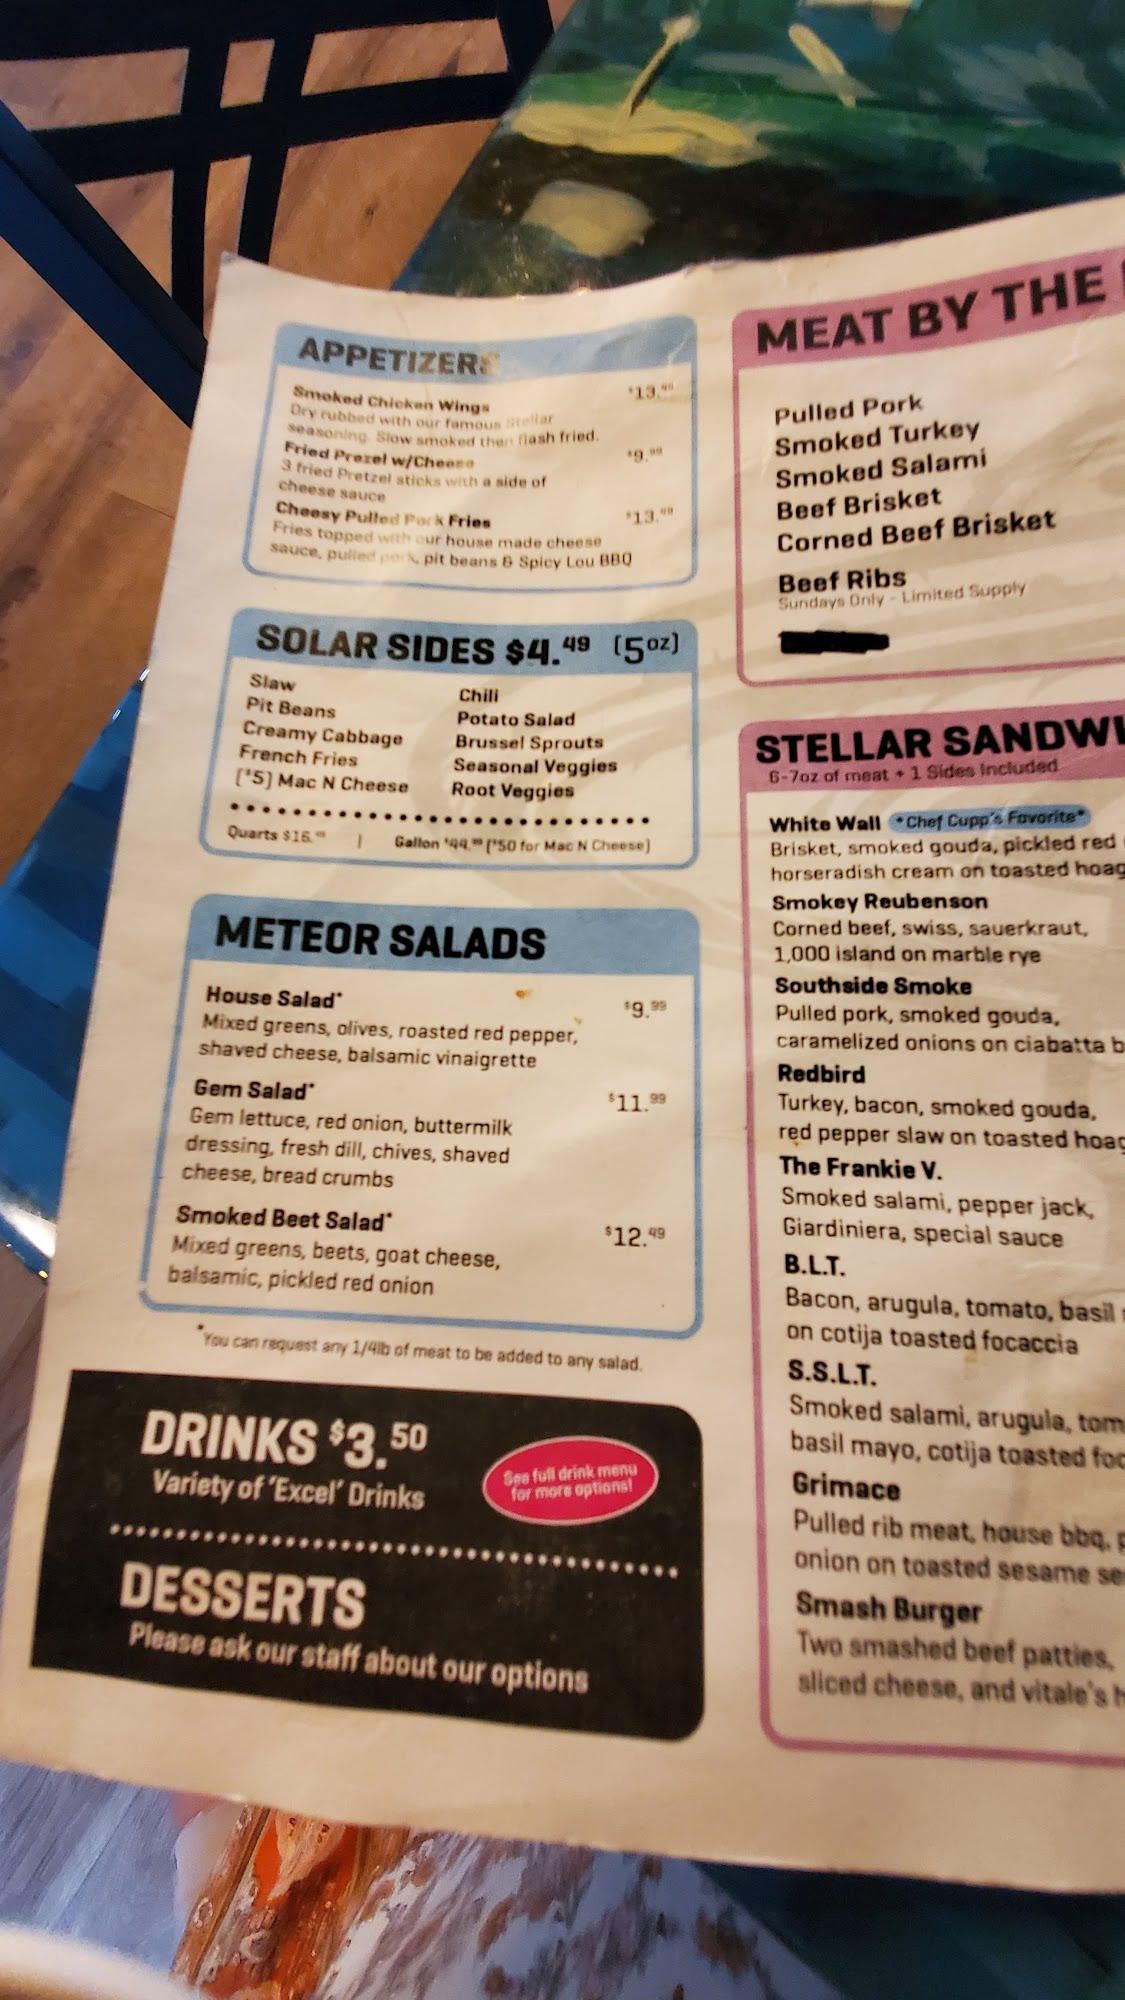 APPETIZERS
Smoked Chicken Wings $13.49
Dry rubbed with our famous Stellar
seasoning. Slow smoked then flash fried.
Fried Prezel w/Cheese $9.99
3 fried Pretzel sticks with a side of
cheese sauce
Cheesy Pulled Pork Fries $13.49
Fries topped with our house made cheese
sauce, pulled pork, pit beans & Spicy Lou BBQ
SOLAR SIDES $4.49 (5oz)
Slaw
Pit Beans
Creamy Cabbage
French Fries
($5) Mac N Cheese
Chili
Potato Salad
Brussel Sprouts
Seasonal Veggies
Root Veggies
Quarts $16. | Gallon $44.99 ($50 for Mac N Cheese)
METEOR SALADS
House Salad* $9.99
Mixed greens, olives, roasted red pepper,
shaved cheese, balsamic vinaigrette
Gem Salad* $11.99
Gem lettuce, red onion, buttermilk
dressing, fresh dill, chives, shaved
cheese, bread crumbs
Smoked Beet Salad* $12.49
Mixed greens, beets, goat cheese,
balsamic, pickled red onion
*You can request any 1/4lb of meat to be added to any salad.
DRINKS $3.50
Variety of 'Excel' Drinks
See full drink menu
for more options!
DESSERTS
Please ask our staff about our options
MEAT BY THE
Pulled Pork
Smoked Turkey
Smoked Salami
Beef Brisket
Corned Beef Brisket
Beef Ribs
Sundays Only - Limited Supply
STELLAR SANDWI
6-7oz of meat + 1 Sides Included
White Wall *Chef Cupp's Favorite*
Brisket, smoked gouda, pickled red
horseradish cream on toasted hoag
Smokey Reubenson
Corned beef, swiss, sauerkraut,
1,000 island on marble rye
Southside Smoke
Pulled pork, smoked gouda,
caramelized onions on ciabatta b
Redbird
Turkey, bacon, smoked gouda,
red pepper slaw on toasted hoag
The Frankie V.
Smoked salami, pepper jack,
Giardiniera, special sauce
B.L.T.
Bacon, arugula, tomato, basil
on cotija toasted focaccia
S.S.L.T.
Smoked salami, arugula, tom
basil mayo, cotija toasted foc
Grimace
Pulled rib meat, house bbq, p
onion on toasted sesame se
Smash Burger
Two smashed beef patties,
sliced cheese, and vitale's h